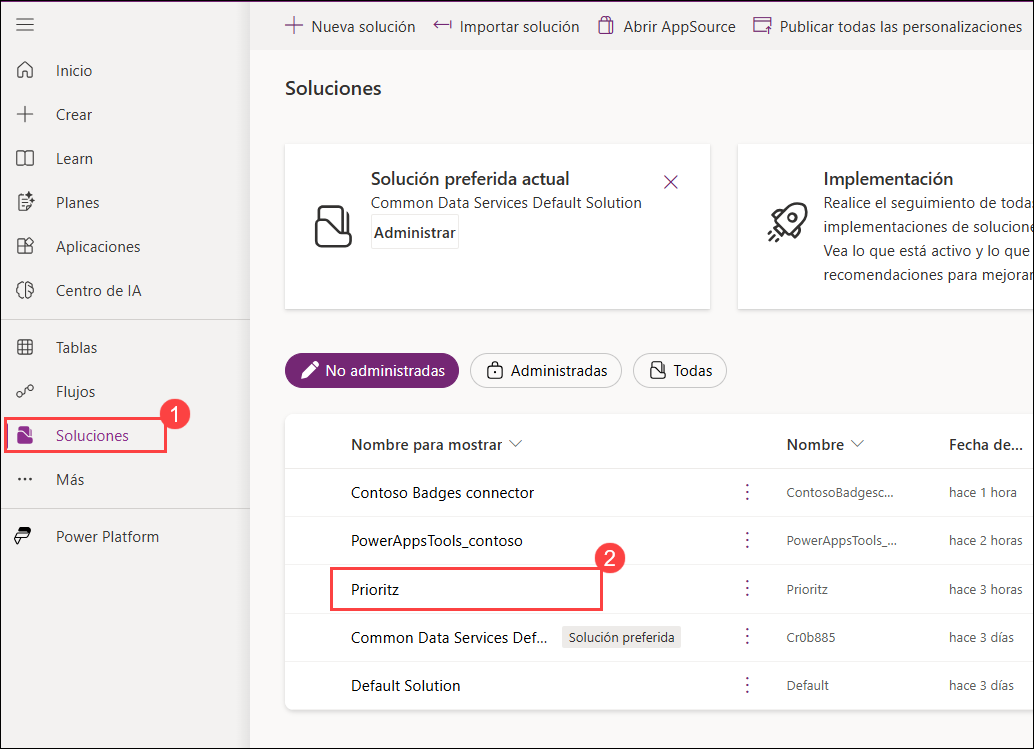 Nueva solución
Importar solución
Abrir AppSource
Publicar todas las personalizaciones
Inicio
Crear
Learn
Planes
Aplicaciones
Centro de IA
Tablas
Flujos
Soluciones
1
Más
Power Platform
Soluciones
Solución preferida actual
Common Data Services Default Solution
Administrar
Implementación
Realice el seguimiento de todas
implementaciones de solucione
Vea lo que está activo y lo que
recomendaciones para mejorar
No administradas
Administradas
Todas
Nombre para mostrar
Nombre
Fecha de...
Contoso Badges connector
ContosoBadgesc...
hace 1 hora
PowerAppsTools_contoso
PowerAppsTools_...
hace 2 horas
2
Prioritz
Prioritz
hace 3 horas
Common Data Services Def...
Solución preferida
Cr0b885
hace 3 días
Default Solution
Default
hace 3 días